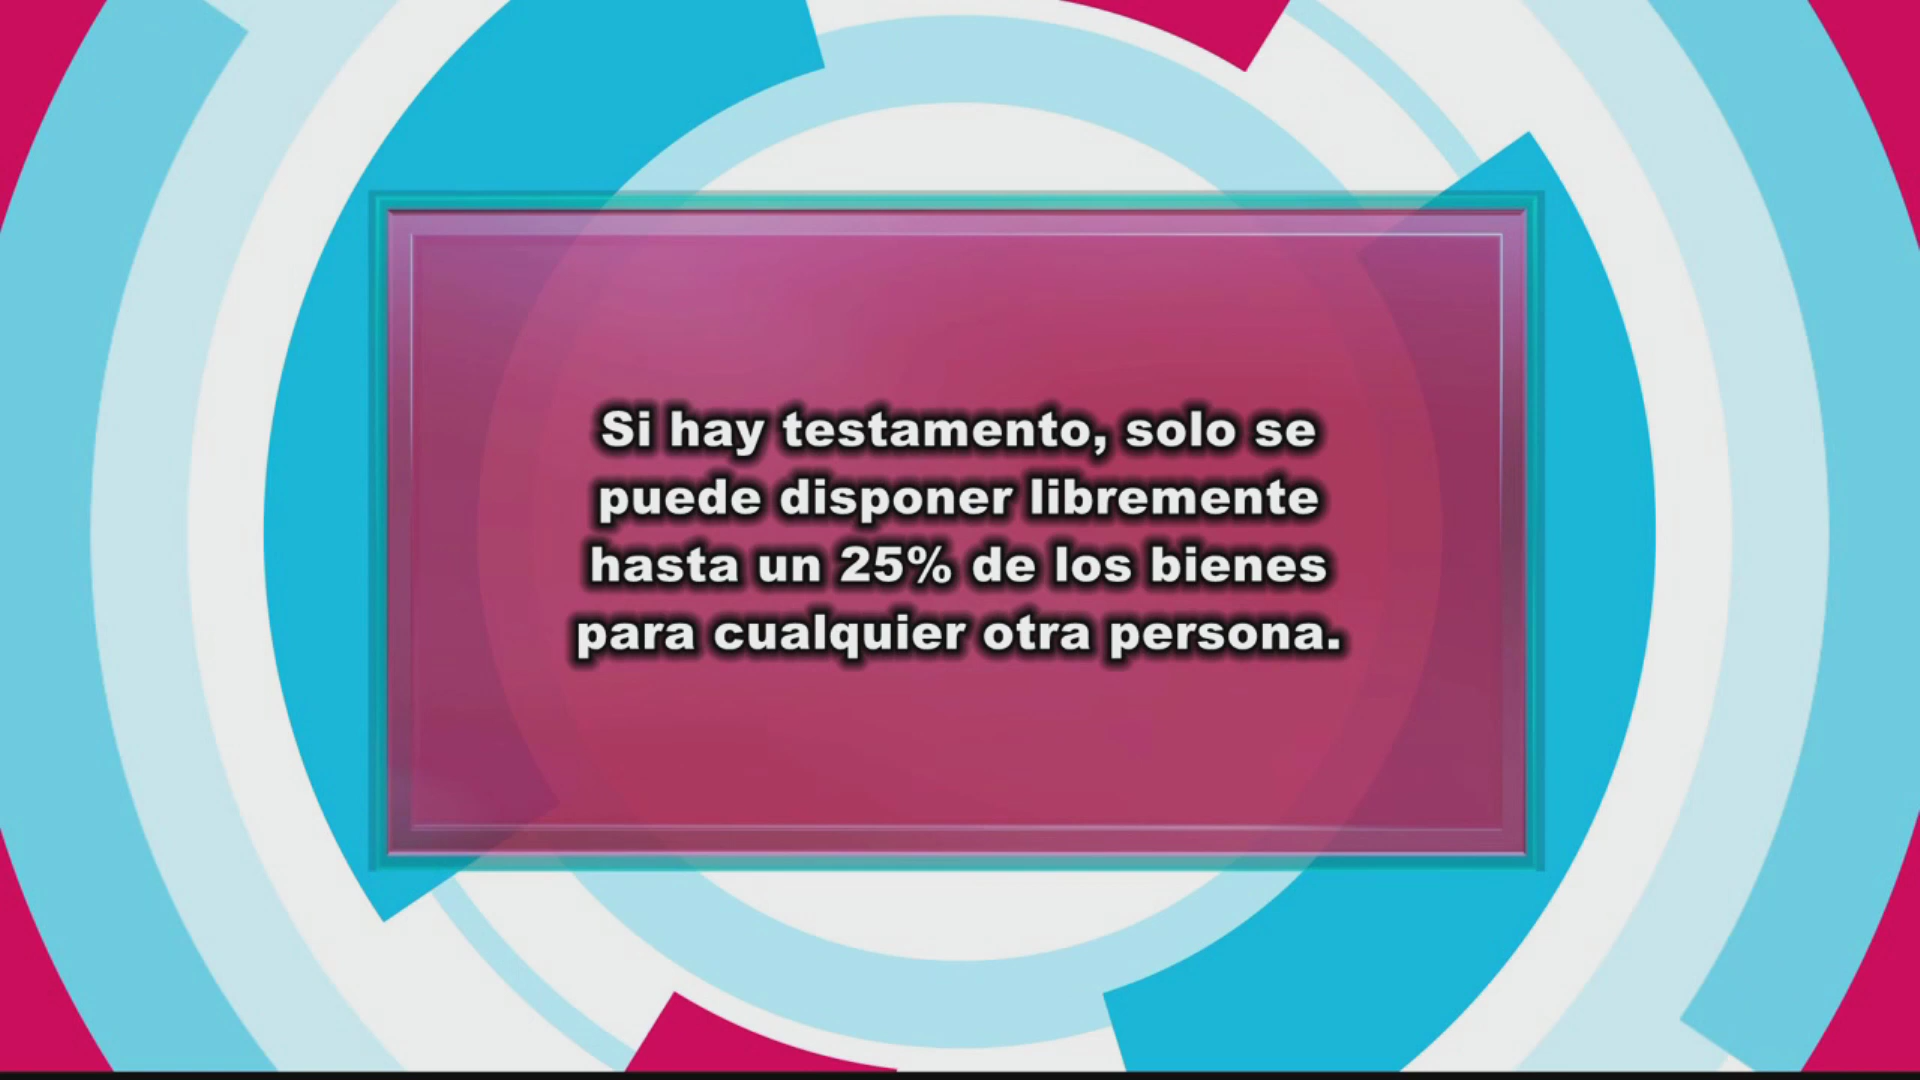 Si hay testamento, solo se
puede disponer libremente
hasta un 25% de los bienes
para cualquier otra persona.